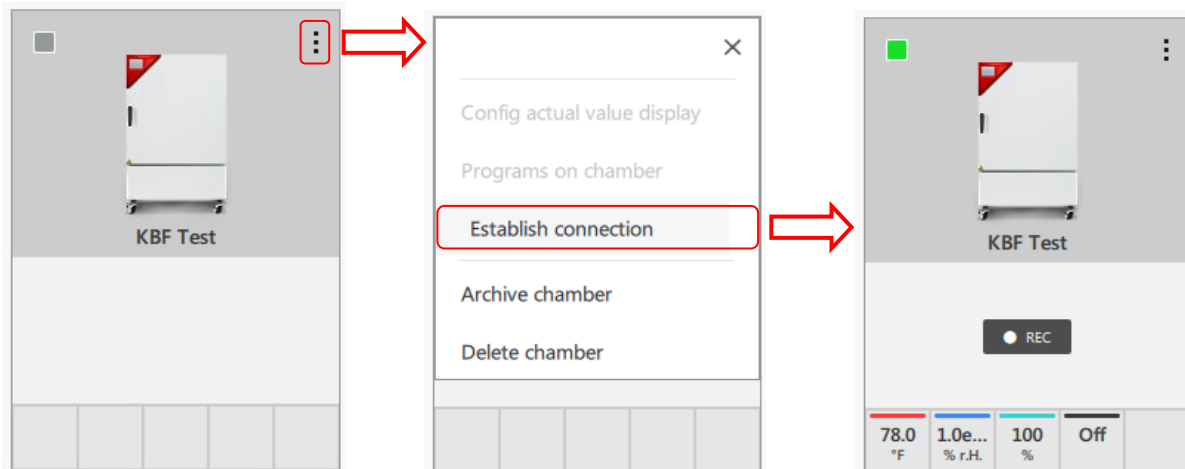 KBF Test
Config actual value display
Programs on chamber
Establish connection
Archive chamber
Delete chamber
KBF Test
REC
78.0 1.0e... 100 Off
°F % r.H. %